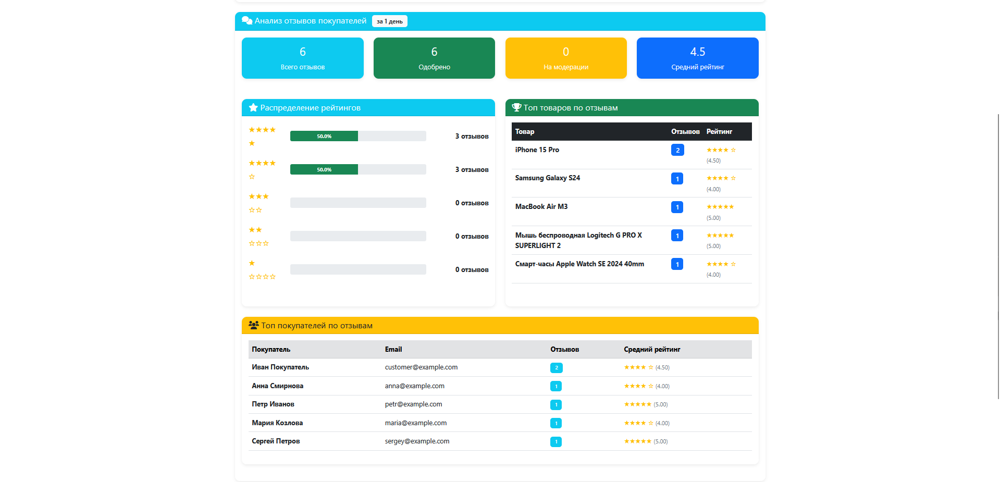 Анализ отзывов покупателей за 1 день
6
Всего отзывов
6
Одобрено
0
На модерации
4.5
Средний рейтинг
Распределение рейтингов
★★★★
★
50.0%
3 отзывов
★★★★
☆
50.0%
3 отзывов
★★★
☆☆
0 отзывов
★★
☆☆☆
0 отзывов
★
☆☆☆☆
0 отзывов
Топ товаров по отзывам
Товар Отзывов Рейтинг
iPhone 15 Pro 2 ★★★★☆
(4.50)
Samsung Galaxy S24 1 ★★★★☆
(4.00)
MacBook Air M3 1 ★★★★★
(5.00)
Мышь беспроводная Logitech G PRO X 1 ★★★★★
SUPERLIGHT 2 (5.00)
Смарт-часы Apple Watch SE 2024 40mm 1 ★★★★☆
(4.00)
Топ покупателей по отзывам
Покупатель Email Отзывов Средний рейтинг
Иван Покупатель customer@example.com 2 ★★★★☆ (4.50)
Анна Смирнова anna@example.com 1 ★★★★☆ (4.00)
Петр Иванов petr@example.com 1 ★★★★★ (5.00)
Мария Козлова maria@example.com 1 ★★★★☆ (4.00)
Сергей Петров sergey@example.com 1 ★★★★★ (5.00)